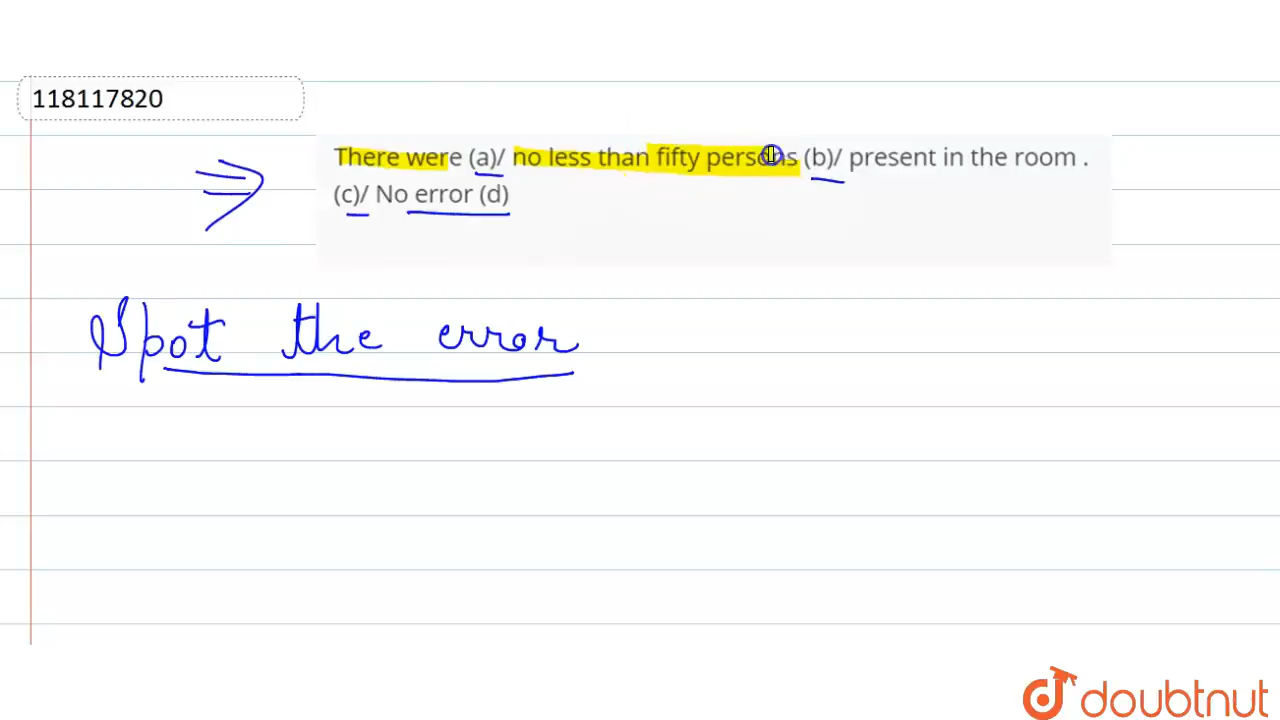 118117820
There were (a)/ no less than fifty persons (b)/ present in the room .
(c)/ No error (d)
Spot the error
doubtnut